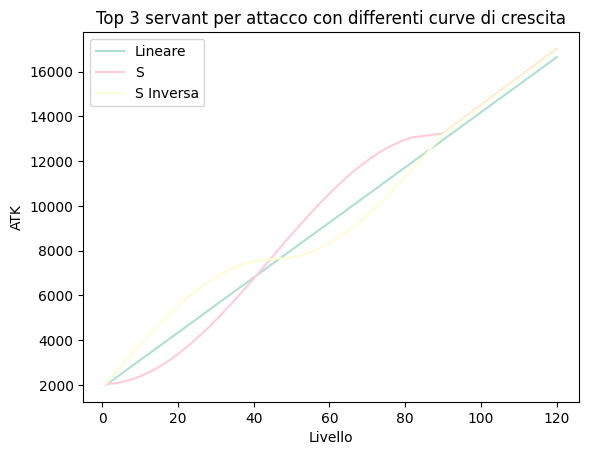 Top 3 servant per attacco con differenti curve di crescita
Lineare
S
S Inversa
ATK
16000
14000
12000
10000
8000
6000
4000
2000
0 20 40 60 80 100 120
Livello